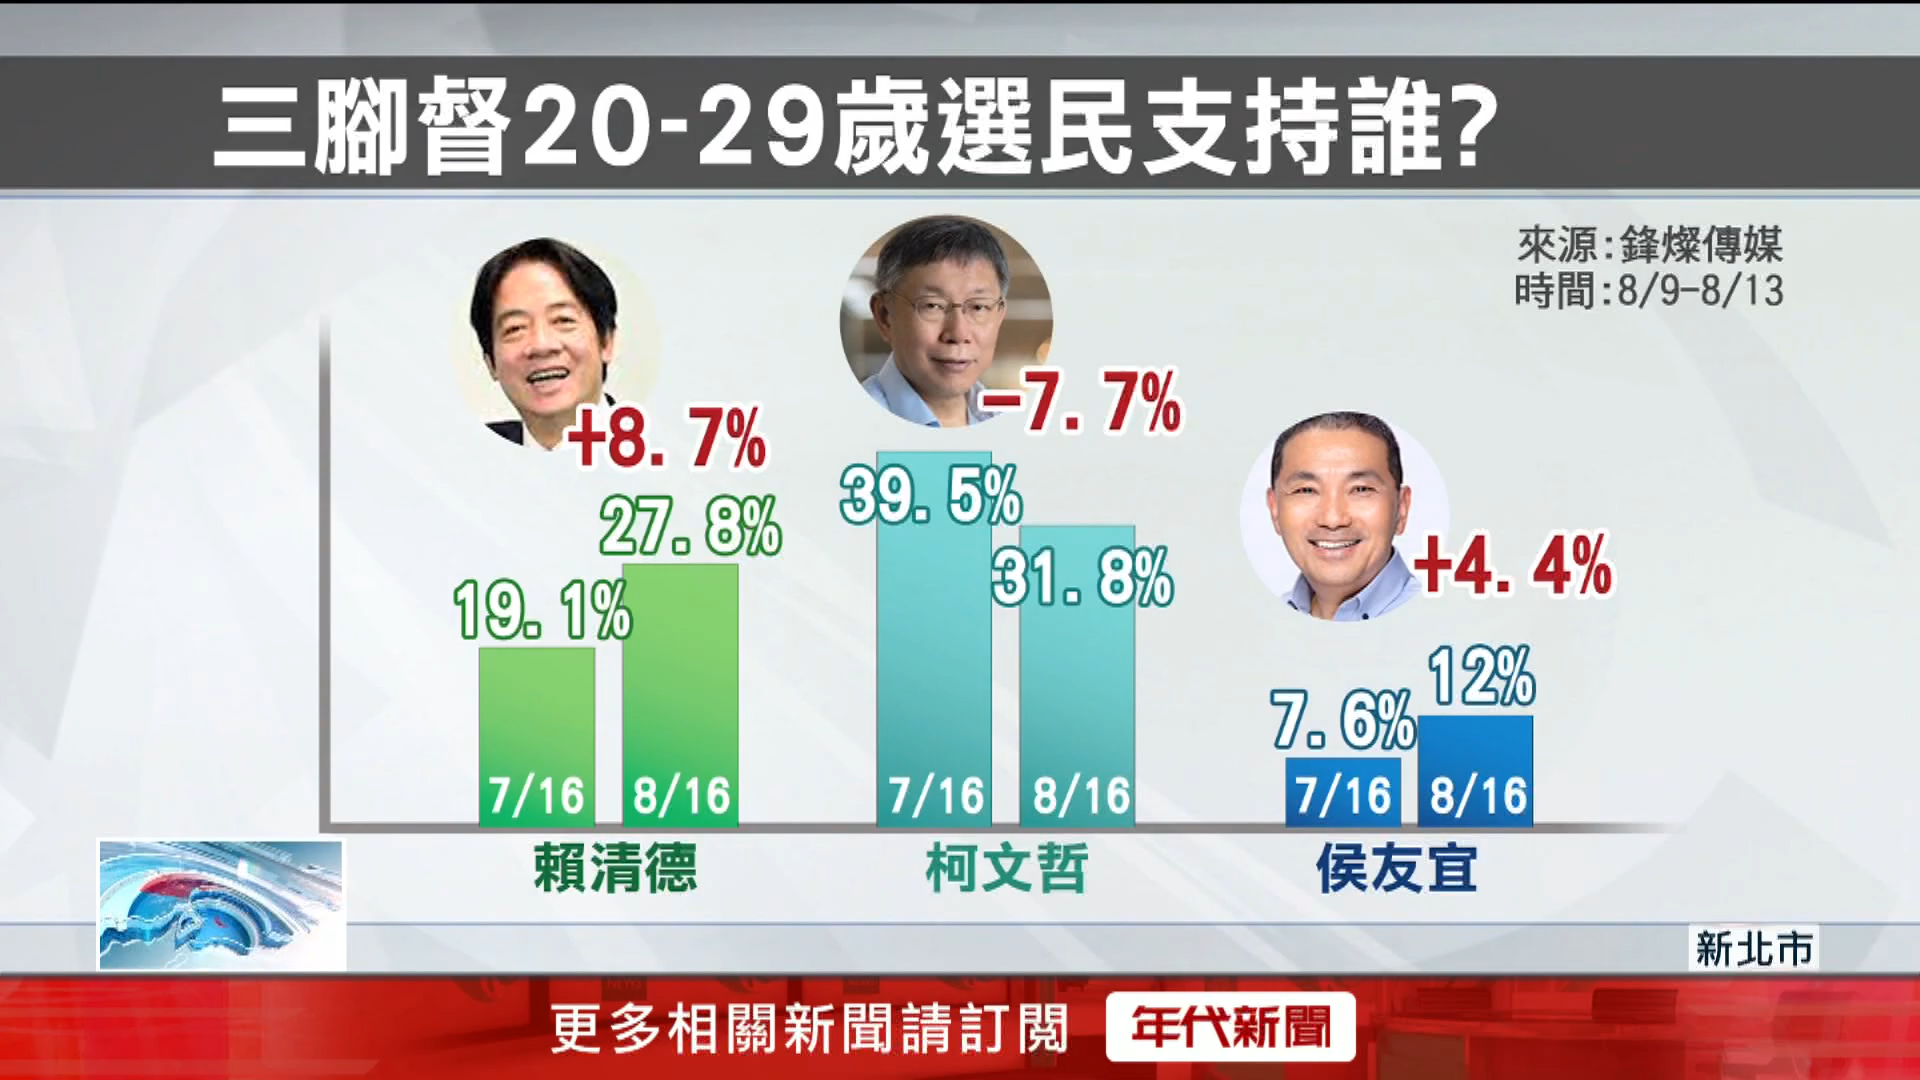 三腳督20-29歲選民支持誰?
來源:鋒燦傳媒
時間:8/9-8/13
+8.7%
-7.7%
+4.4%
19.1%
27.8%
39.5%
31.8%
7.6%
12%
7/16
8/16
7/16
8/16
7/16
8/16
賴清德
柯文哲
侯友宜
新北市
更多相關新聞請訂閱
年代新聞